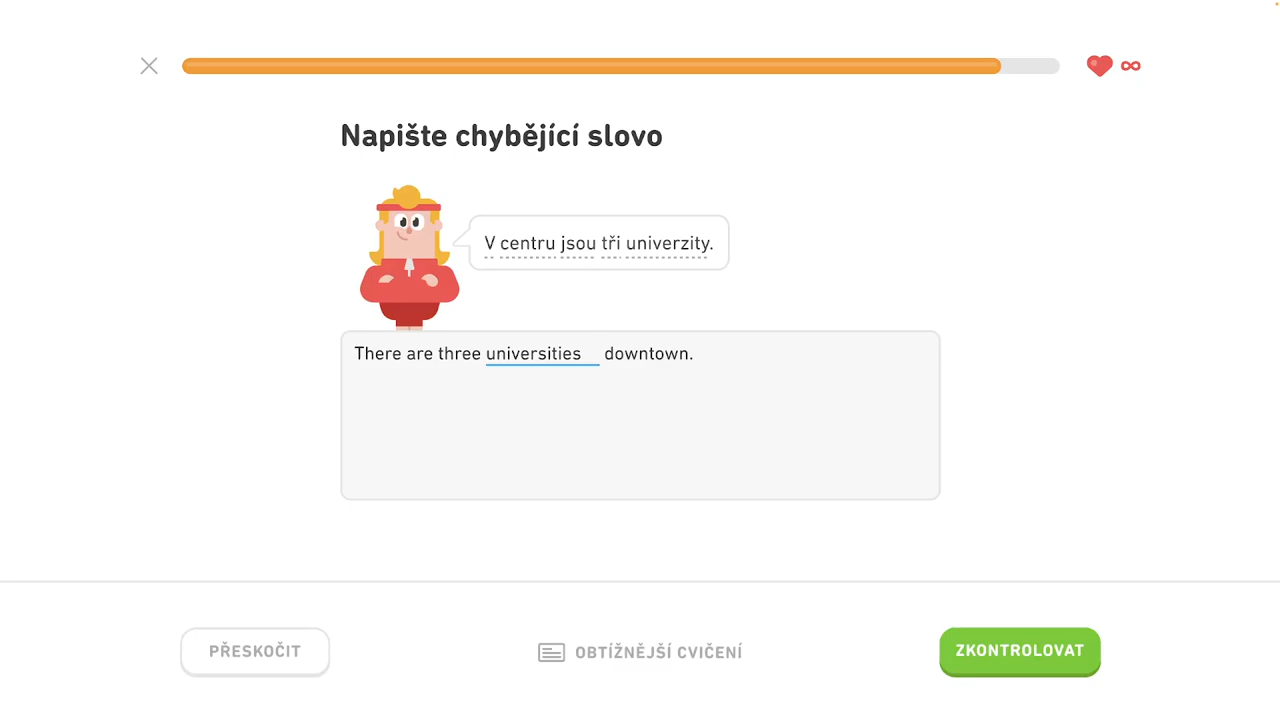 Napište chybějící slovo
V centru jsou tři univerzity.
There are three universities downtown.
PŘESKOČIT
OBTÍŽNĚJŠÍ CVIČENÍ
ZKONTROLOVAT